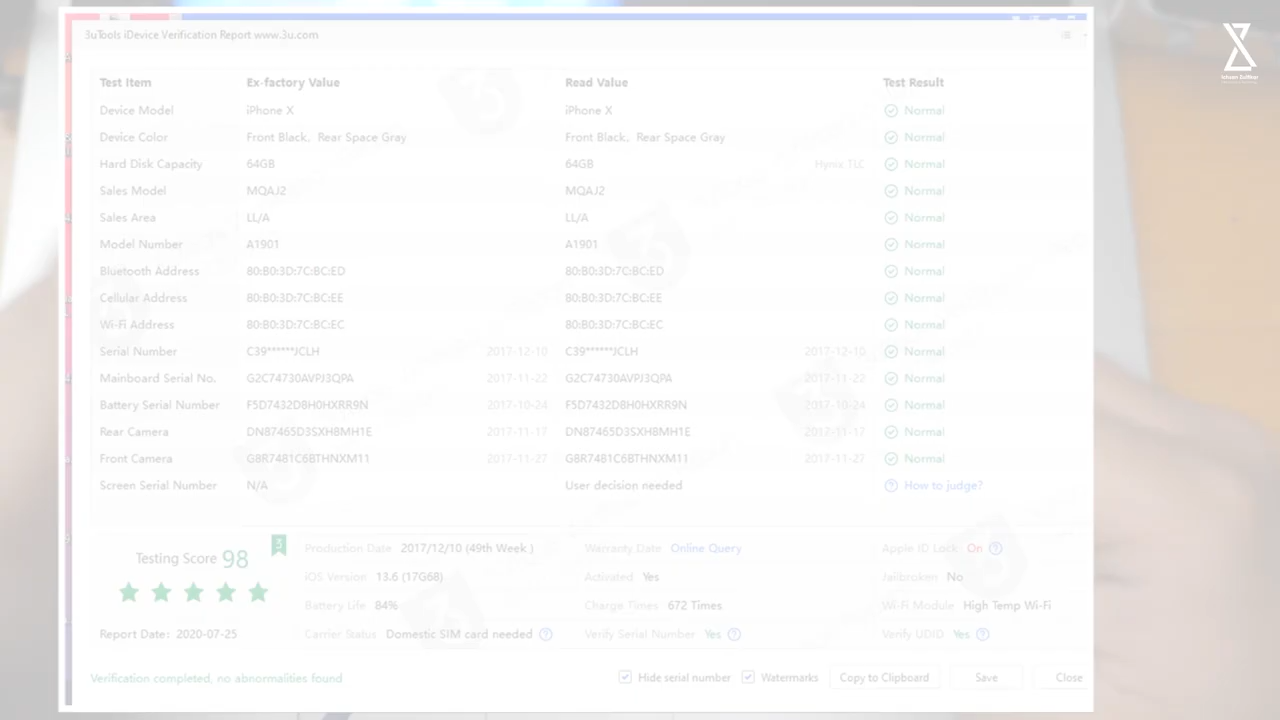 3uTools iDevice Verification Report www.3u.com
Test Item Ex-factory Value Read Value Test Result
Device Model iPhone X iPhone X Normal
Device Color Front Black, Rear Space Gray Front Black, Rear Space Gray Normal
Hard Disk Capacity 64GB 64GB Hynix TLC Normal
Sales Model MQAJ2 MQAJ2 Normal
Sales Area LL/A LL/A Normal
Model Number A1901 A1901 Normal
Bluetooth Address 80:B0:3D:7C:BC:ED 80:B0:3D:7C:BC:ED Normal
Cellular Address 80:B0:3D:7C:BC:EE 80:B0:3D:7C:BC:EE Normal
Wi-Fi Address 80:B0:3D:7C:BC:EC 80:B0:3D:7C:BC:EC Normal
Serial Number C39******JCLH 2017-12-10 C39******JCLH 2017-12-10 Normal
Mainboard Serial No. G2C74730AVPJ3QPA 2017-11-22 G2C74730AVPJ3QPA 2017-11-22 Normal
Battery Serial Number F5D7432D8H0HXRR9N 2017-10-24 F5D7432D8H0HXRR9N 2017-10-24 Normal
Rear Camera DN87465D3SXH8MH1E 2017-11-17 DN87465D3SXH8MH1E 2017-11-17 Normal
Front Camera G8R7481C6BTHNXM11 2017-11-27 G8R7481C6BTHNXM11 2017-11-27 Normal
Screen Serial Number N/A User decision needed How to judge?
Testing Score 98
Production Date 2017/12/10 (49th Week ) Warranty Date Online Query Apple ID Lock On
iOS Version 13.6 (17G68) Activated Yes Jailbroken No
Battery Life 84% Charge Times 672 Times Wi-Fi Module High Temp Wi-Fi
Report Date: 2020-07-25 Carrier Status Domestic SIM card needed Verify Serial Number Yes Verify UDID Yes
Verification completed, no abnormalities found Hide serial number Watermarks Copy to Clipboard Save Close